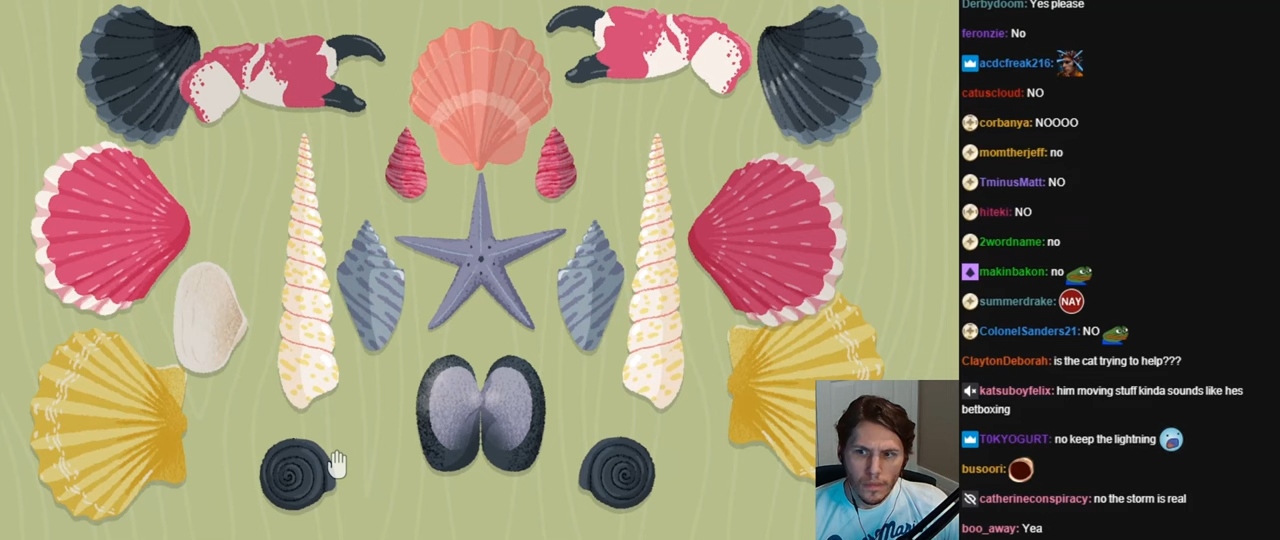 Derbydoom: Yes please
feronzie: No
acdcfreak216:
catuscloud: NO
corbanya: NOOOO
momtherjeff: no
TminusMatt: NO
hiteki: NO
2wordname: no
makinbakon: no
summerdrake: NAY
ColonelSanders21: NO
ClaytonDeborah: is the cat trying to help???
katsuboyfelix: him moving stuff kinda sounds like hes
betboxing
T0KYOGURT: no keep the lightning
busoori:
catherineconspiracy: no the storm is real
boo_away: Yea